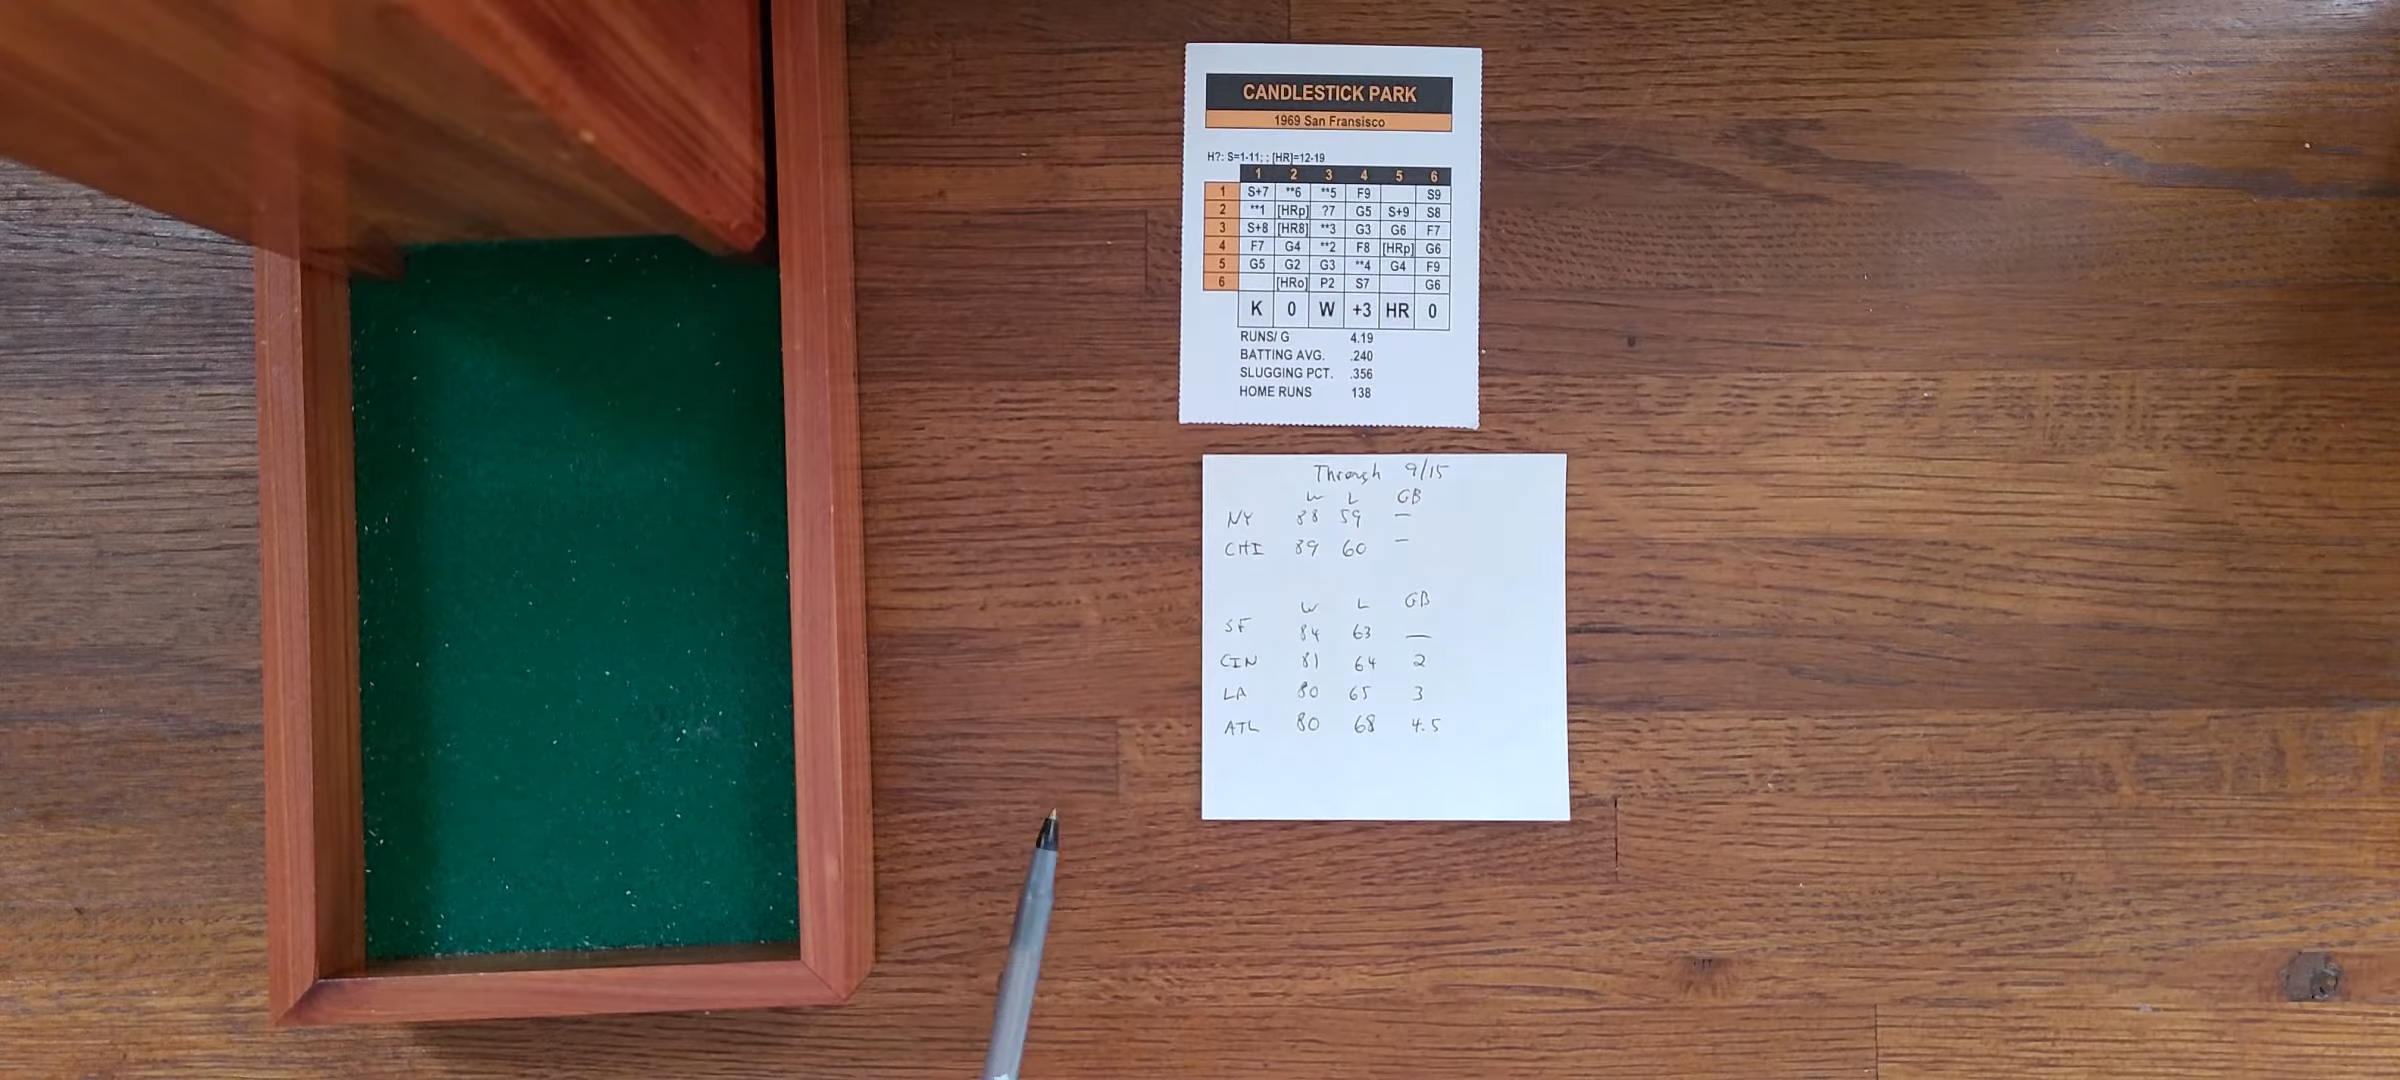 CANDLESTICK PARK
1969 San Fransisco
H?: S=1-11; ; [HR]=12-19
1 2 3 4 5 6
1 S+7 **6 **5 F9 S9
2 **1 [HRp] ?7 G5 S+9 S8
3 S+8 [HR8] **3 G3 G6 F7
4 F7 G4 **2 F8 [HRp] G6
5 G5 G2 G3 **4 G4 F9
6 [HRo] P2 S7 G6
K 0 W +3 HR 0
RUNS/ G 4.19
BATTING AVG. .240
SLUGGING PCT. .356
HOME RUNS 138
Through 9/15
W L GB
NY 88 59 —
CHI 89 60 —
W L GB
SF 84 63 —
CIN 81 64 2
LA 80 65 3
ATL 80 68 4.5